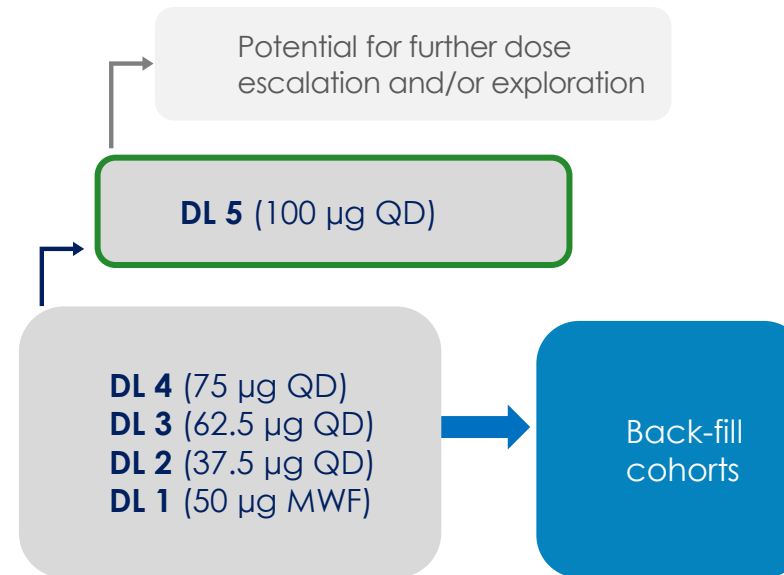 Potential for further dose
escalation and/or exploration
DL 5 (100 µg QD)
DL 4 (75 µg QD)
DL 3 (62.5 µg QD)
DL 2 (37.5 µg QD)
DL 1 (50 µg MWF)
Back-fill
cohorts